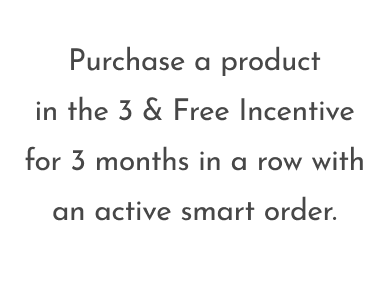 Purchase a product
in the 3 & Free Incentive
for 3 months in a row with
an active smart order.